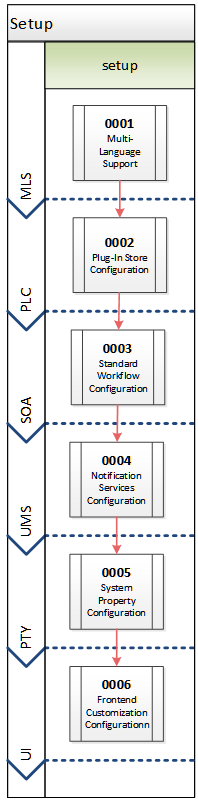 Setup
setup
MLS
0001
Multi-
Language
Support
PLC
0002
Plug-In Store
Configuration
SOA
0003
Standard
Workflow
Configuration
UMS
0004
Notification
Services
Configuration
PTY
0005
System
Property
Configuration
UI
0006
Frontend
Customization
Configurationn